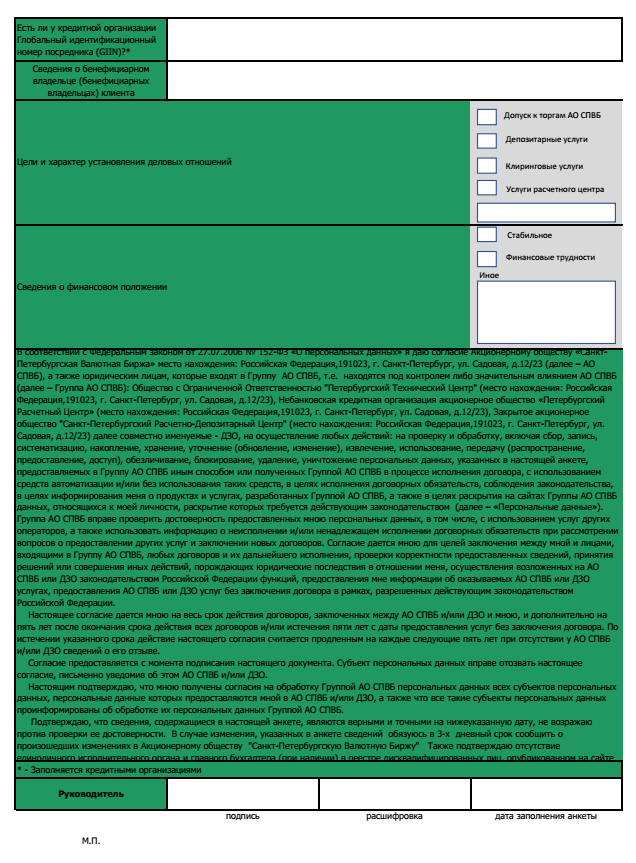 Есть ли у кредитной организации
Глобальный идентификационный
номер посредника (GIIN)?*
Сведения о бенефициарном
владельце (бенефициарных
владельцах) клиента
Цели и характер установления деловых отношений
Допуск к торгам АО СПВБ
Депозитарные услуги
Клиринговые услуги
Услуги расчетного центра
Сведения о финансовом положении
Стабильное
Финансовые трудности
Иное
В соответствии с Федеральным законом от 27.07.2006 № 152-ФЗ «О персональных данных» я даю согласие Акционерному обществу «Санкт-
Петербургская Валютная Биржа» место нахождения: Российская Федерация,191023, г. Санкт-Петербург, ул. Садовая, д.12/23 (далее – АО
СПВБ), а также юридическим лицам, которые входят в Группу АО СПВБ, т.е. находятся под контролем либо значительным влиянием АО СПВБ
(далее – Группа АО СПВБ): Общество с Ограниченной Ответственностью "Петербургский Технический Центр" (место нахождения: Российская
Федерация,191023, г. Санкт-Петербург, ул. Садовая, д.12/23), Небанковская кредитная организация акционерное общество «Петербургский
Расчетный Центр» (место нахождения: Российская Федерация,191023, г. Санкт-Петербург, ул. Садовая, д.12/23), Закрытое акционерное
общество "Санкт-Петербургский Расчетно-Депозитарный Центр" (место нахождения: Российская Федерация,191023, г. Санкт-Петербург, ул.
Садовая, д.12/23) далее совместно именуемые - ДЗО, на осуществление любых действий: на проверку и обработку, включая сбор, запись,
систематизацию, накопление, хранение, уточнение (обновление, изменение), извлечение, использование, передачу (распространение,
предоставление, доступ), обезличивание, блокирование, удаление, уничтожение персональных данных, указанных в настоящей анкете,
предоставляемых в Группу АО СПВБ иным способом или полученных Группой АО СПВБ в процессе исполнения договора, с использованием
средств автоматизации и/или без использования таких средств, в целях исполнения договорных обязательств, соблюдения законодательства,
в целях информирования меня о продуктах и услугах, разработанных Группой АО СПВБ, а также в целях раскрытия на сайтах Группы АО СПВБ
данных, относящихся к моей личности, раскрытие которых требуется действующим законодательством (далее – «Персональные данные»).
Группа АО СПВБ вправе проверить достоверность предоставленных мною персональных данных, в том числе, с использованием услуг других
операторов, а также использовать информацию о неисполнении и/или ненадлежащем исполнении договорных обязательств при рассмотрении
вопросов о предоставлении других услуг и заключении новых договоров. Согласие дается мною для целей заключения между мной и лицами,
входящими в Группу АО СПВБ, любых договоров и их дальнейшего исполнения, проверки корректности предоставленных сведений, принятия
решений или совершения иных действий, порождающих юридические последствия в отношении меня, осуществления возложенных на АО
СПВБ или ДЗО законодательством Российской Федерации функций, предоставления мне информации об оказываемых АО СПВБ или ДЗО
услугах, предоставления АО СПВБ или ДЗО услуг без заключения договора в рамках, разрешенных действующим законодательством
Российской Федерации.
Настоящее согласие дается мною на весь срок действия договоров, заключенных между АО СПВБ и/или ДЗО и мною, и дополнительно на
пять лет после окончания срока действия всех договоров и/или истечения пяти лет с даты предоставления услуг без заключения договора. По
истечении указанного срока действие настоящего согласия считается продленным на каждые следующие пять лет при отсутствии у АО СПВБ
и/или ДЗО сведений о его отзыве.
Согласие предоставляется с момента подписания настоящего документа. Субъект персональных данных вправе отозвать настоящее
согласие, письменно уведомив об этом АО СПВБ и/или ДЗО.
Настоящим подтверждаю, что мною получены согласия на обработку Группой АО СПВБ персональных данных всех субъектов персональных
данных, персональные данные которых предоставляются мной в АО СПВБ и/или ДЗО, а также что все такие субъекты персональных данных
проинформированы об обработке их персональных данных Группой АО СПВБ.
Подтверждаю, что сведения, содержащиеся в настоящей анкете, являются верными и точными на нижеуказанную дату, не возражаю
против проверки ее достоверности. В случае изменения, указанных в анкете сведений обязуюсь в 3-х дневный срок сообщить о
произошедших изменениях в Акционерному обществу "Санкт-Петербургскую Валютную Биржу" Также подтверждаю отсутствие
единоличного исполнительного органа и главного бухгалтера (при наличии) в реестре дисквалифицированных лиц, опубликованном на сайте
* - Заполняется кредитными организациями
Руководитель
подпись
расшифровка
дата заполнения анкеты
М.П.